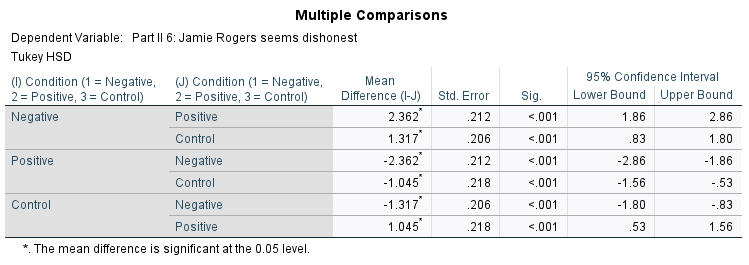 Multiple Comparisons
Dependent Variable: Part II 6: Jamie Rogers seems dishonest
Tukey HSD
(I) Condition (1 = Negative, 2 = Positive, 3 = Control) (J) Condition (1 = Negative, 2 = Positive, 3 = Control) Mean Difference (I-J) Std. Error Sig. 95% Confidence Interval
Lower Bound Upper Bound
Negative Positive 2.362* .212 <.001 1.86 2.86
Control 1.317* .206 <.001 .83 1.80
Positive Negative -2.362* .212 <.001 -2.86 -1.86
Control -1.045* .218 <.001 -1.56 -.53
Control Negative -1.317* .206 <.001 -1.80 -.83
Positive 1.045* .218 <.001 .53 1.56
*. The mean difference is significant at the 0.05 level.